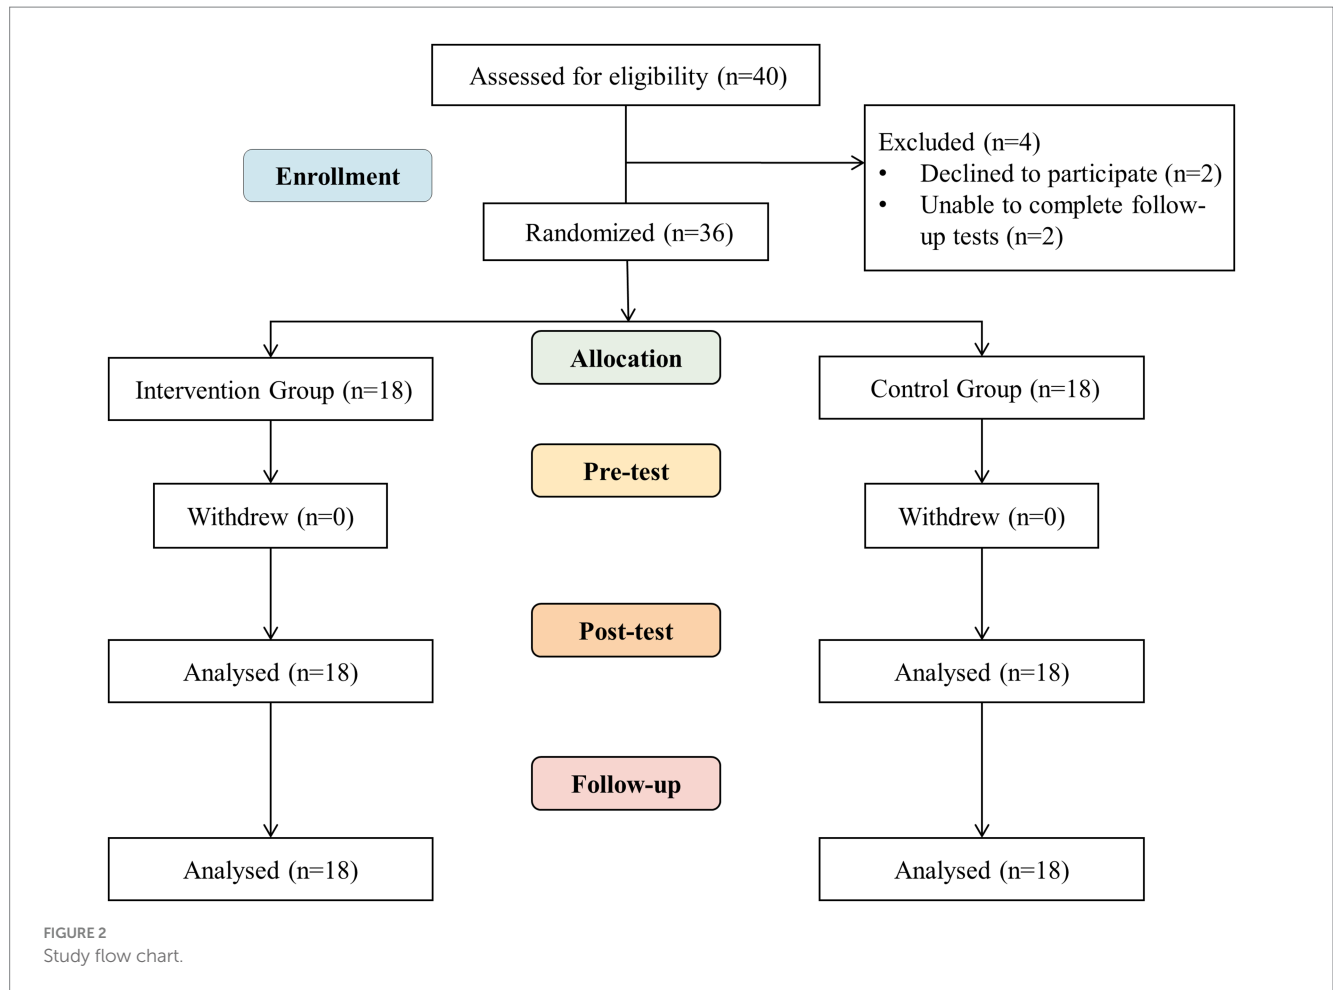 Assessed for eligibility (n=40)
Excluded (n=4)
• Declined to participate (n=2)
• Unable to complete follow-
up tests (n=2)
Enrollment
Randomized (n=36)
Allocation
Intervention Group (n=18)
Control Group (n=18)
Pre-test
Withdrew (n=0)
Withdrew (n=0)
Post-test
Analysed (n=18)
Analysed (n=18)
Follow-up
Analysed (n=18)
Analysed (n=18)
FIGURE 2
Study flow chart.